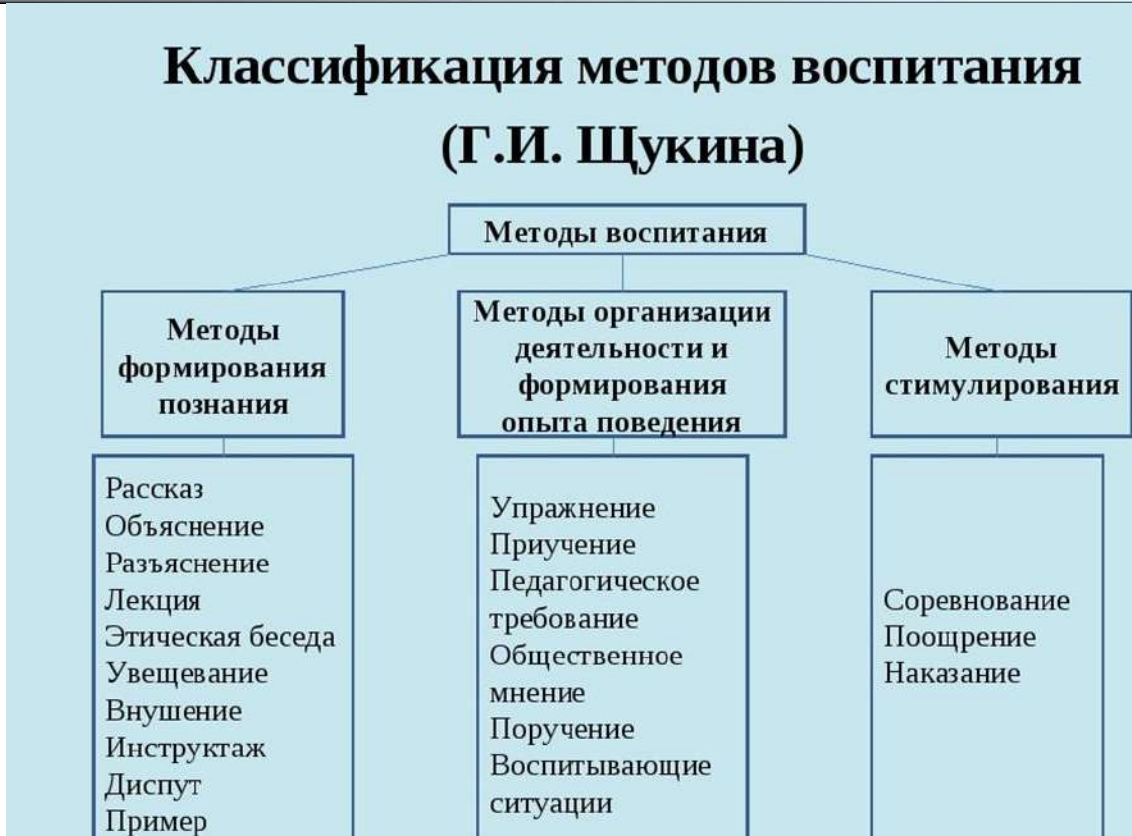 Классификация методов воспитания
(Г.И. Щукина)
Методы воспитания
Методы
формирования
познания
Методы организации
деятельности и
формирования
опыта поведения
Методы
стимулирования
Рассказ
Объяснение
Разъяснение
Лекция
Этическая беседа
Увещевание
Внушение
Инструктаж
Диспут
Пример
Упражнение
Приучение
Педагогическое
требование
Общественное
мнение
Поручение
Воспитывающие
ситуации
Соревнование
Поощрение
Наказание